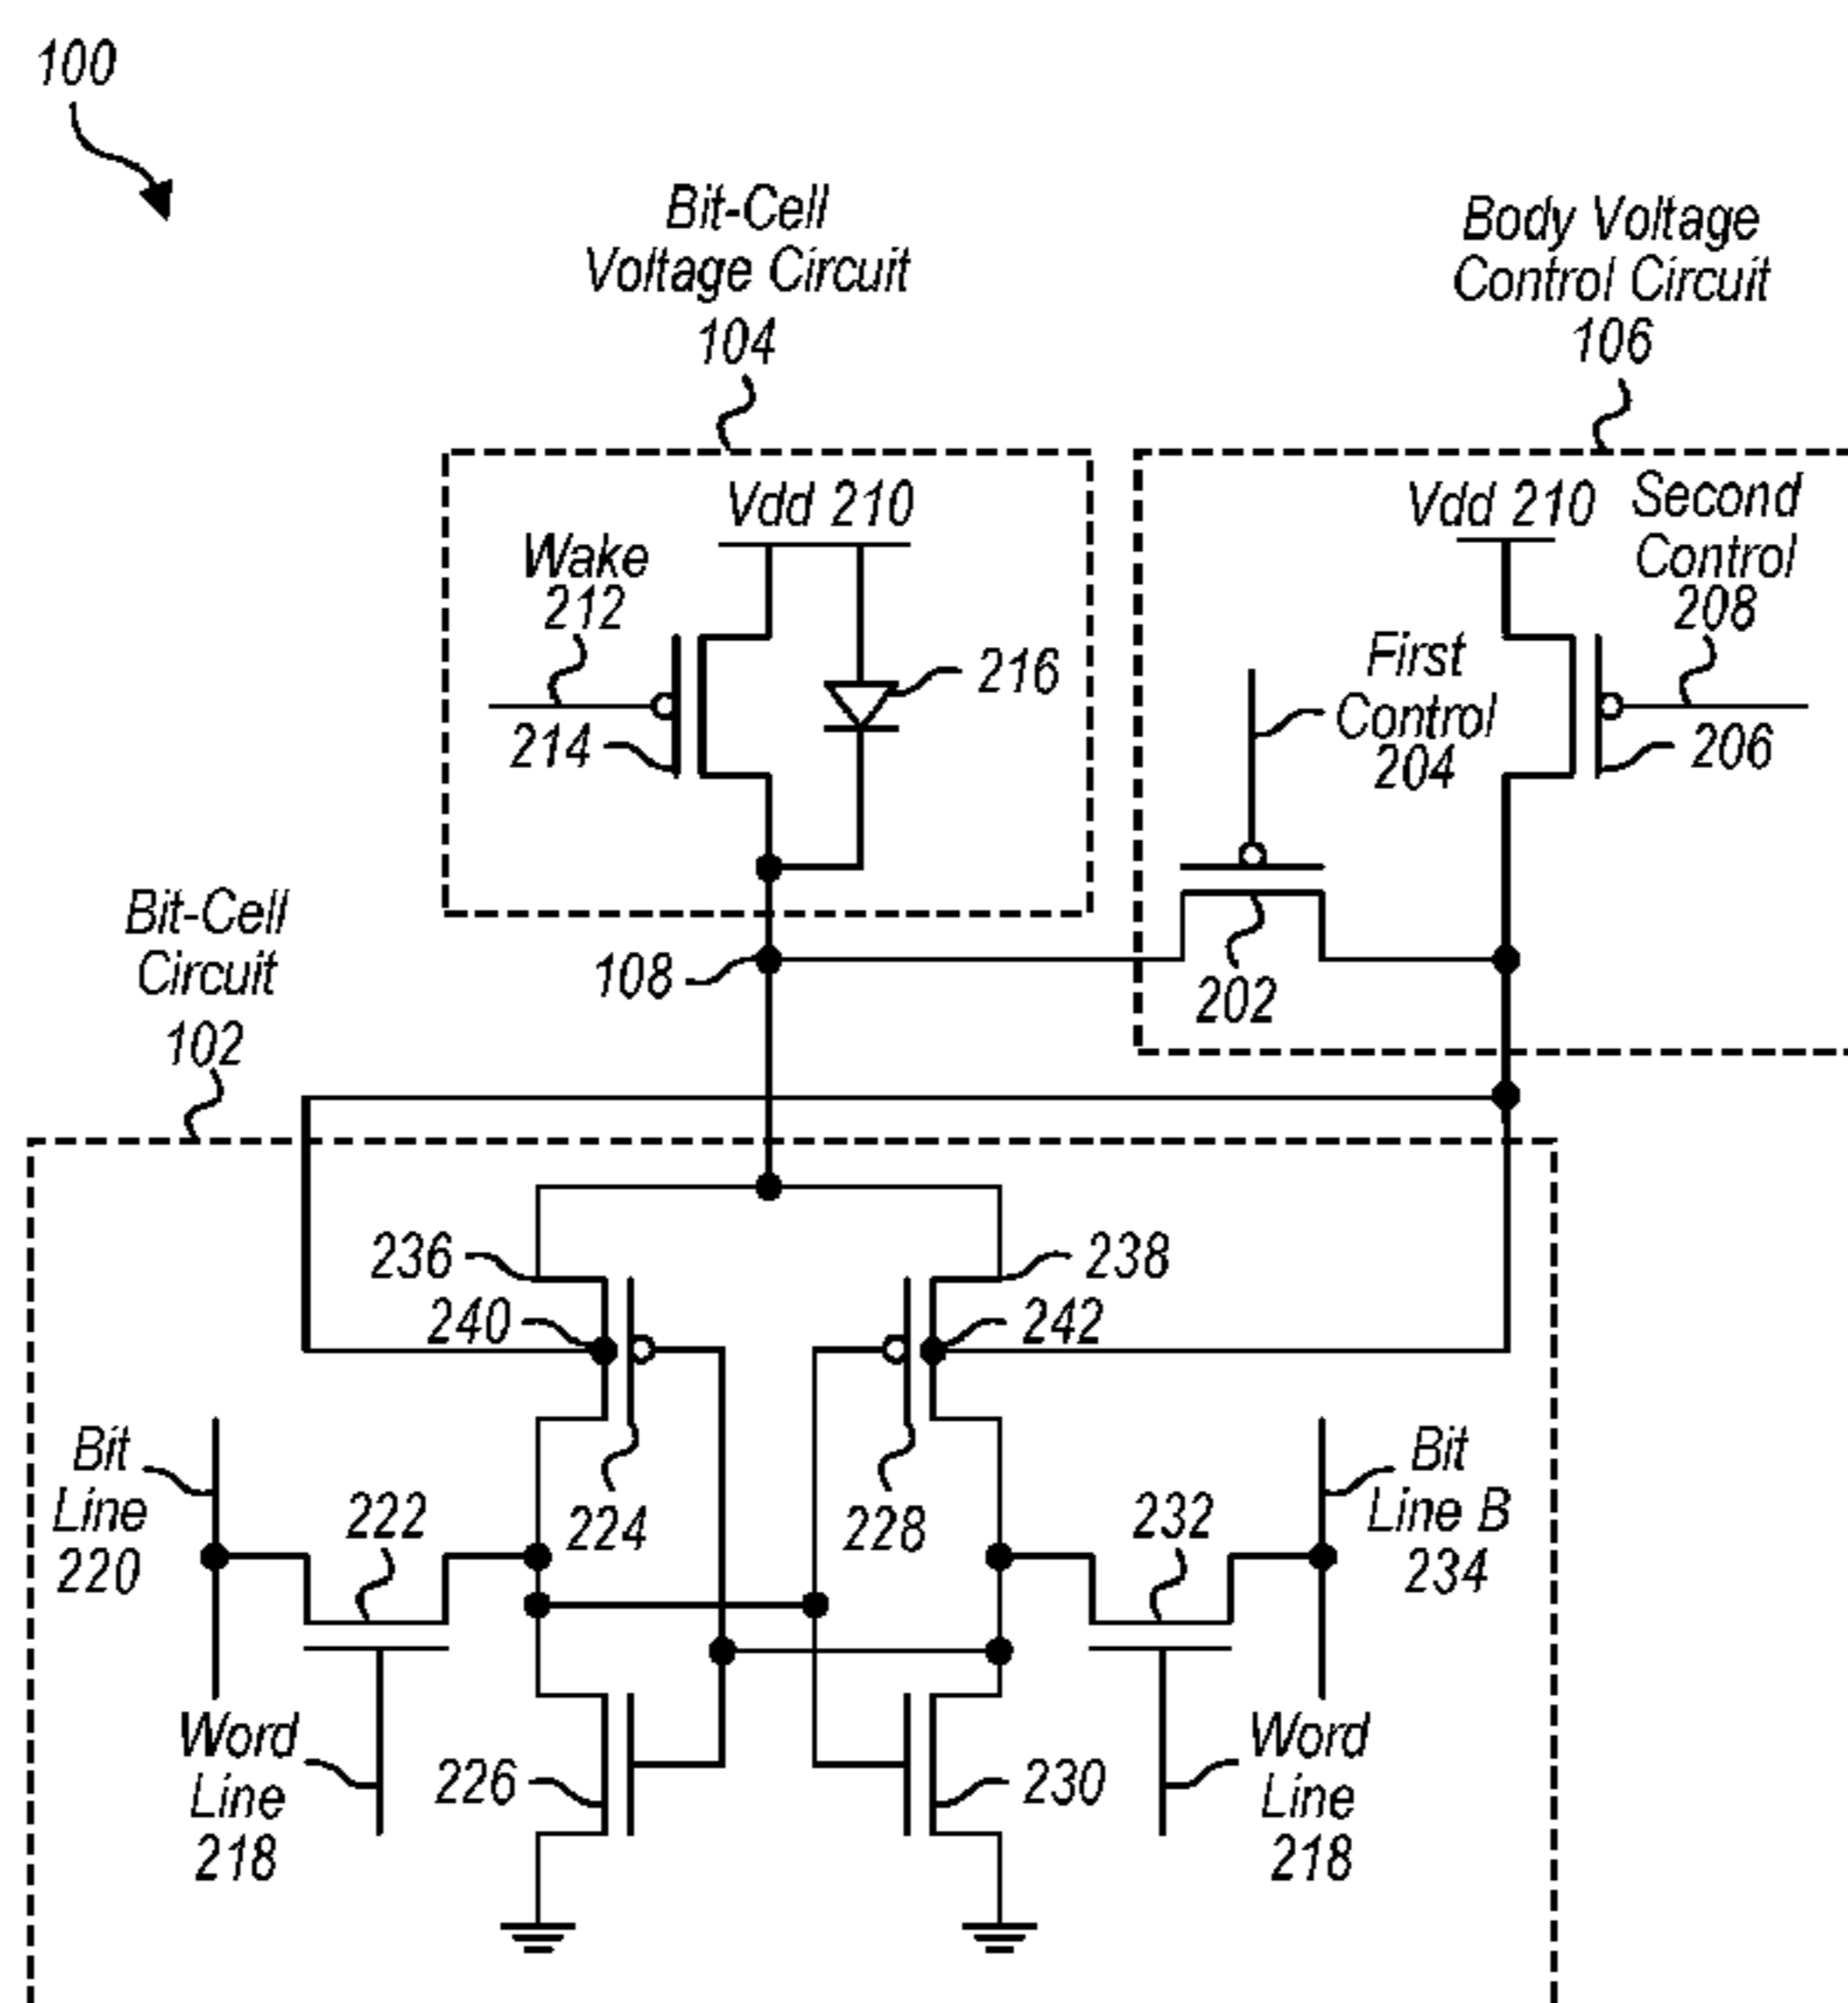 100
Bit-Cell
Voltage Circuit
104
Body Voltage
Control Circuit
106
Vdd 210
Wake
212
214
216
Vdd 210
Second
Control
208
First
Control
204
206
202
108
Bit-Cell
Circuit
102
236
238
240
242
Bit
Line
220
222
224
228
232
Bit
Line B
234
Word
Line
218
226
230
Word
Line
218